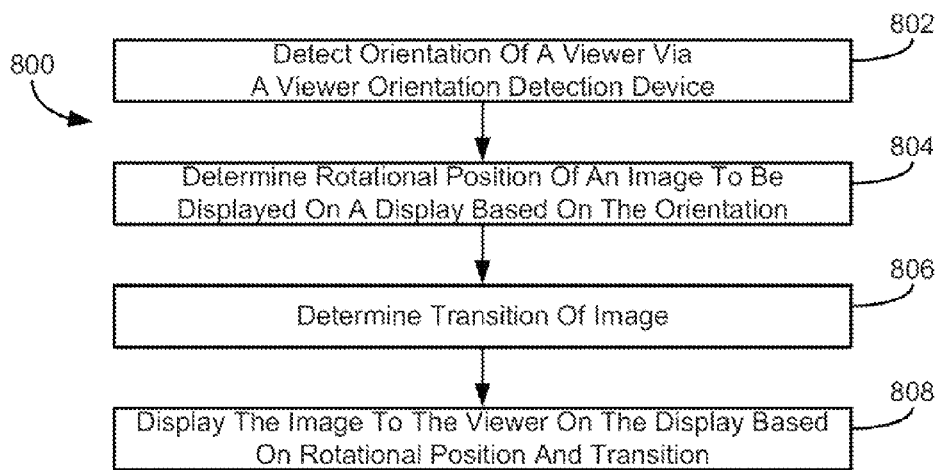 800
802
Detect Orientation Of A Viewer Via
A Viewer Orientation Detection Device
804
Determine Rotational Position Of An Image To Be
Displayed On A Display Based On The Orientation
806
Determine Transition Of Image
808
Display The Image To The Viewer On The Display Based
On Rotational Position And Transition